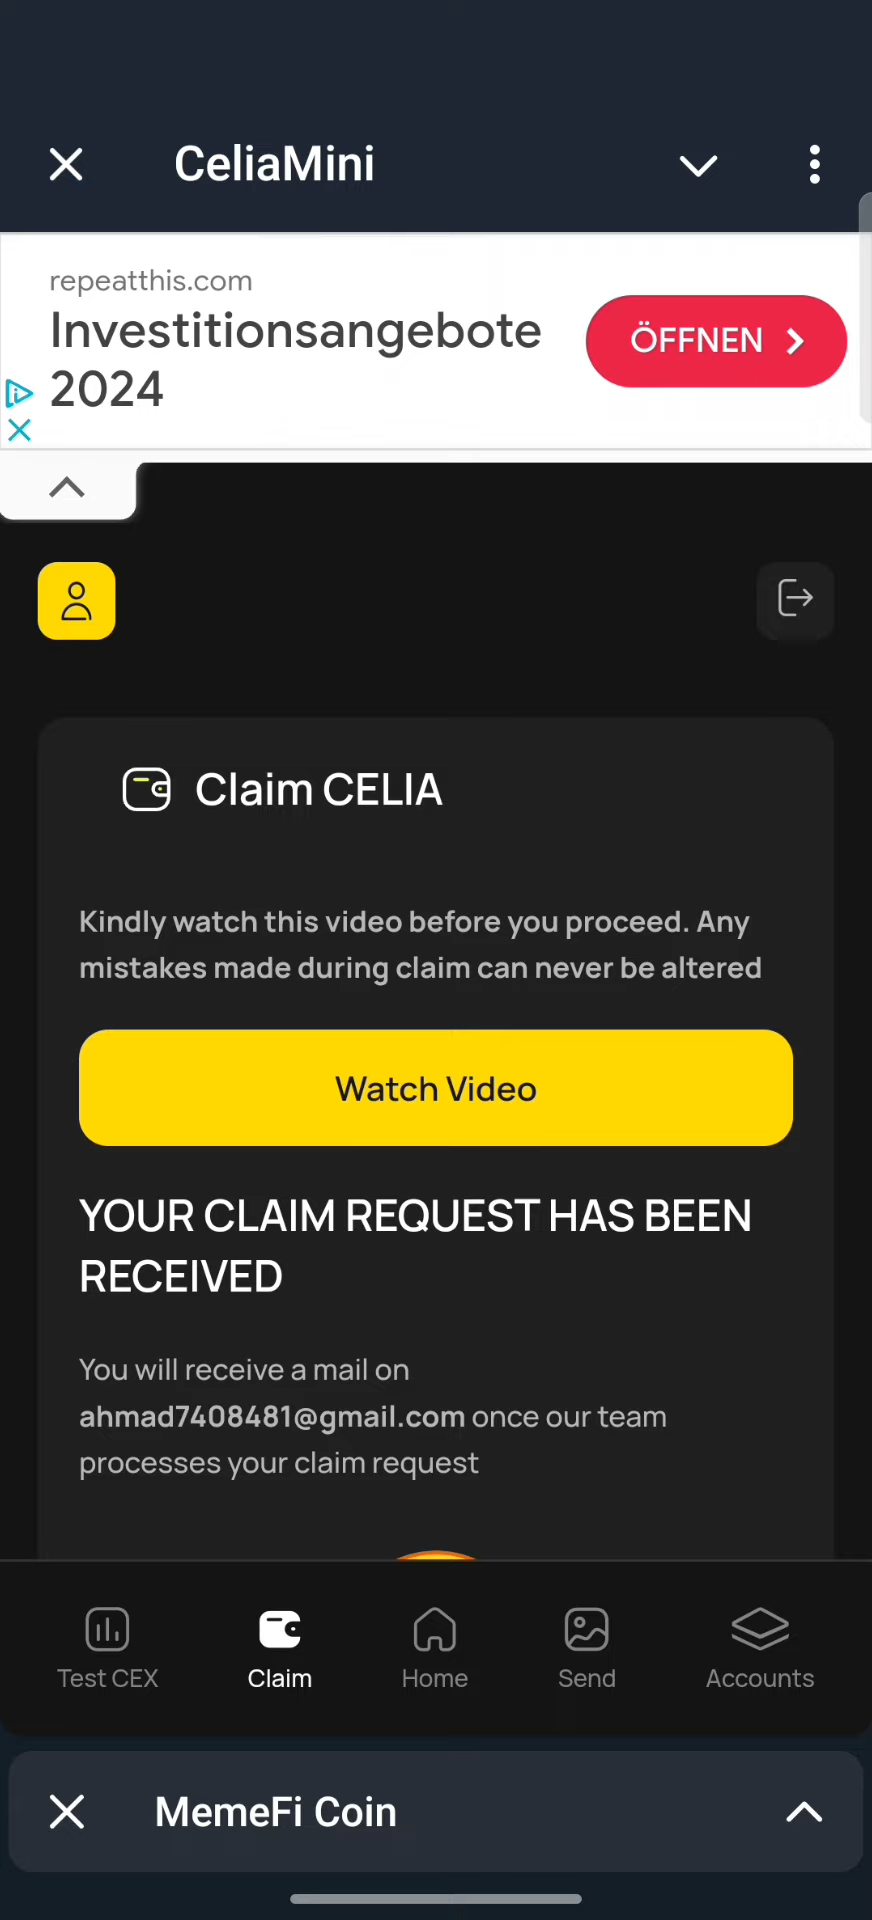 CeliaMini
repeatthis.com
Investitionsangebote
2024
ÖFFNEN
Claim CELIA
Kindly watch this video before you proceed. Any
mistakes made during claim can never be altered
Watch Video
YOUR CLAIM REQUEST HAS BEEN
RECEIVED
You will receive a mail on
ahmad7408481@gmail.com once our team
processes your claim request
Test CEX
Claim
Home
Send
Accounts
MemeFi Coin